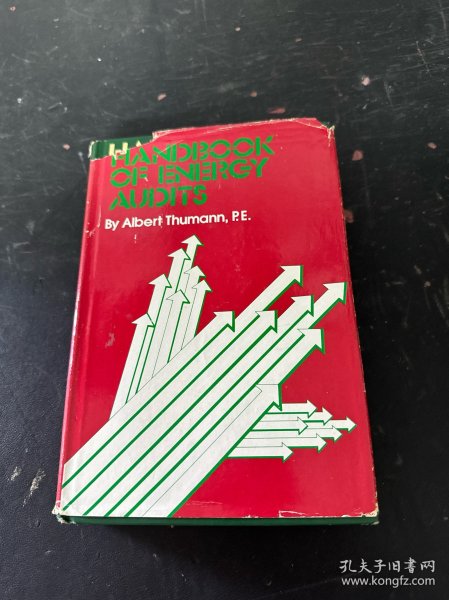 HANDBOOK
OF ENERGY
AUDITS
By Albert Thumann, P.E.
孔夫子旧书网
www.kongfz.com